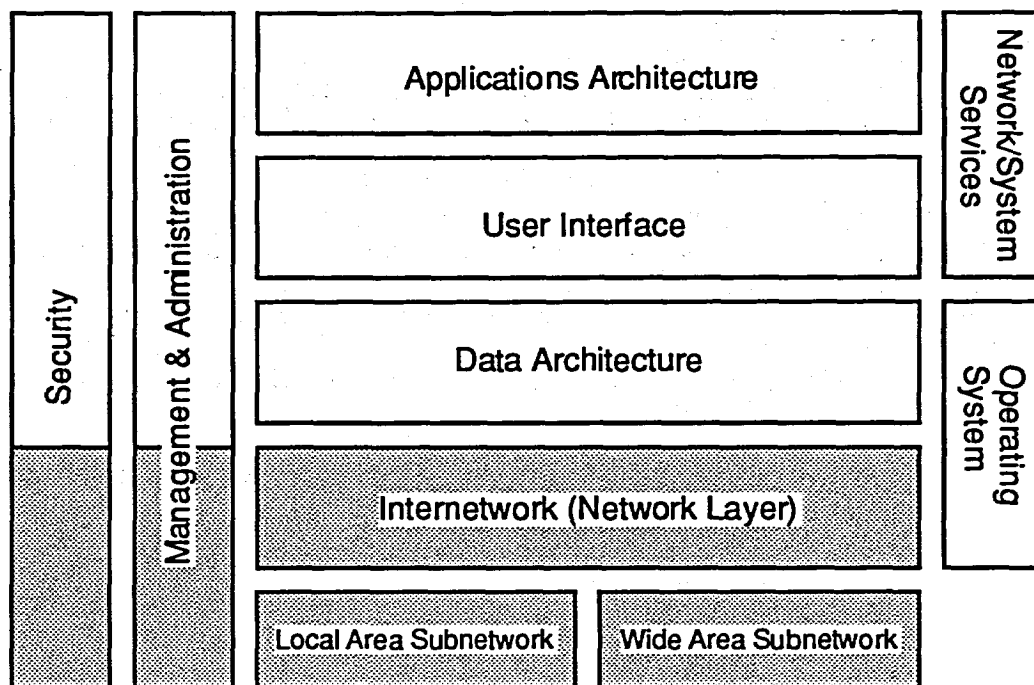 Security
Management & Administration
Applications Architecture
User Interface
Data Architecture
Internetwork (Network Layer)
Local Area Subnetwork
Wide Area Subnetwork
Network/System
Services
Operating
System